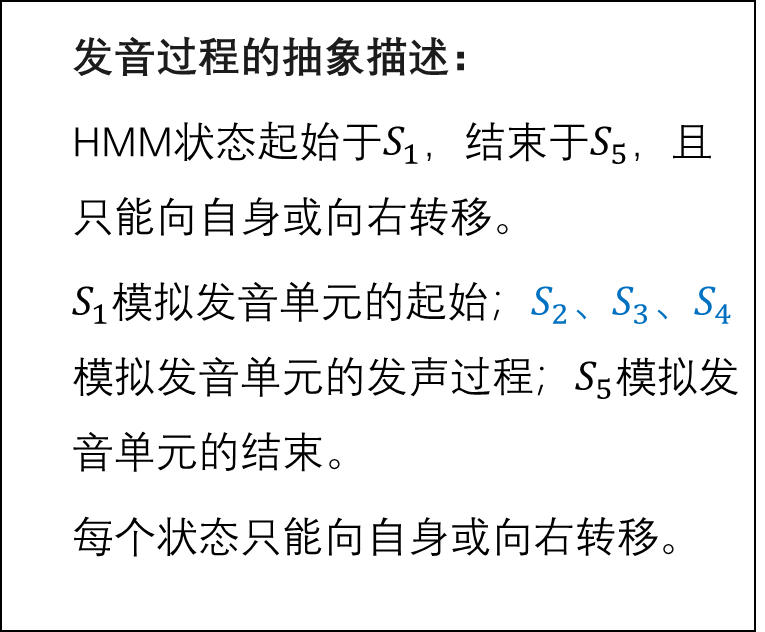 发音过程的抽象描述：
HMM状态起始于S₁，结束于S₅，且
只能向自身或向右转移。
S₁模拟发音单元的起始；S₂、S₃、S₄
模拟发音单元的发声过程；S₅模拟发
音单元的结束。
每个状态只能向自身或向右转移。